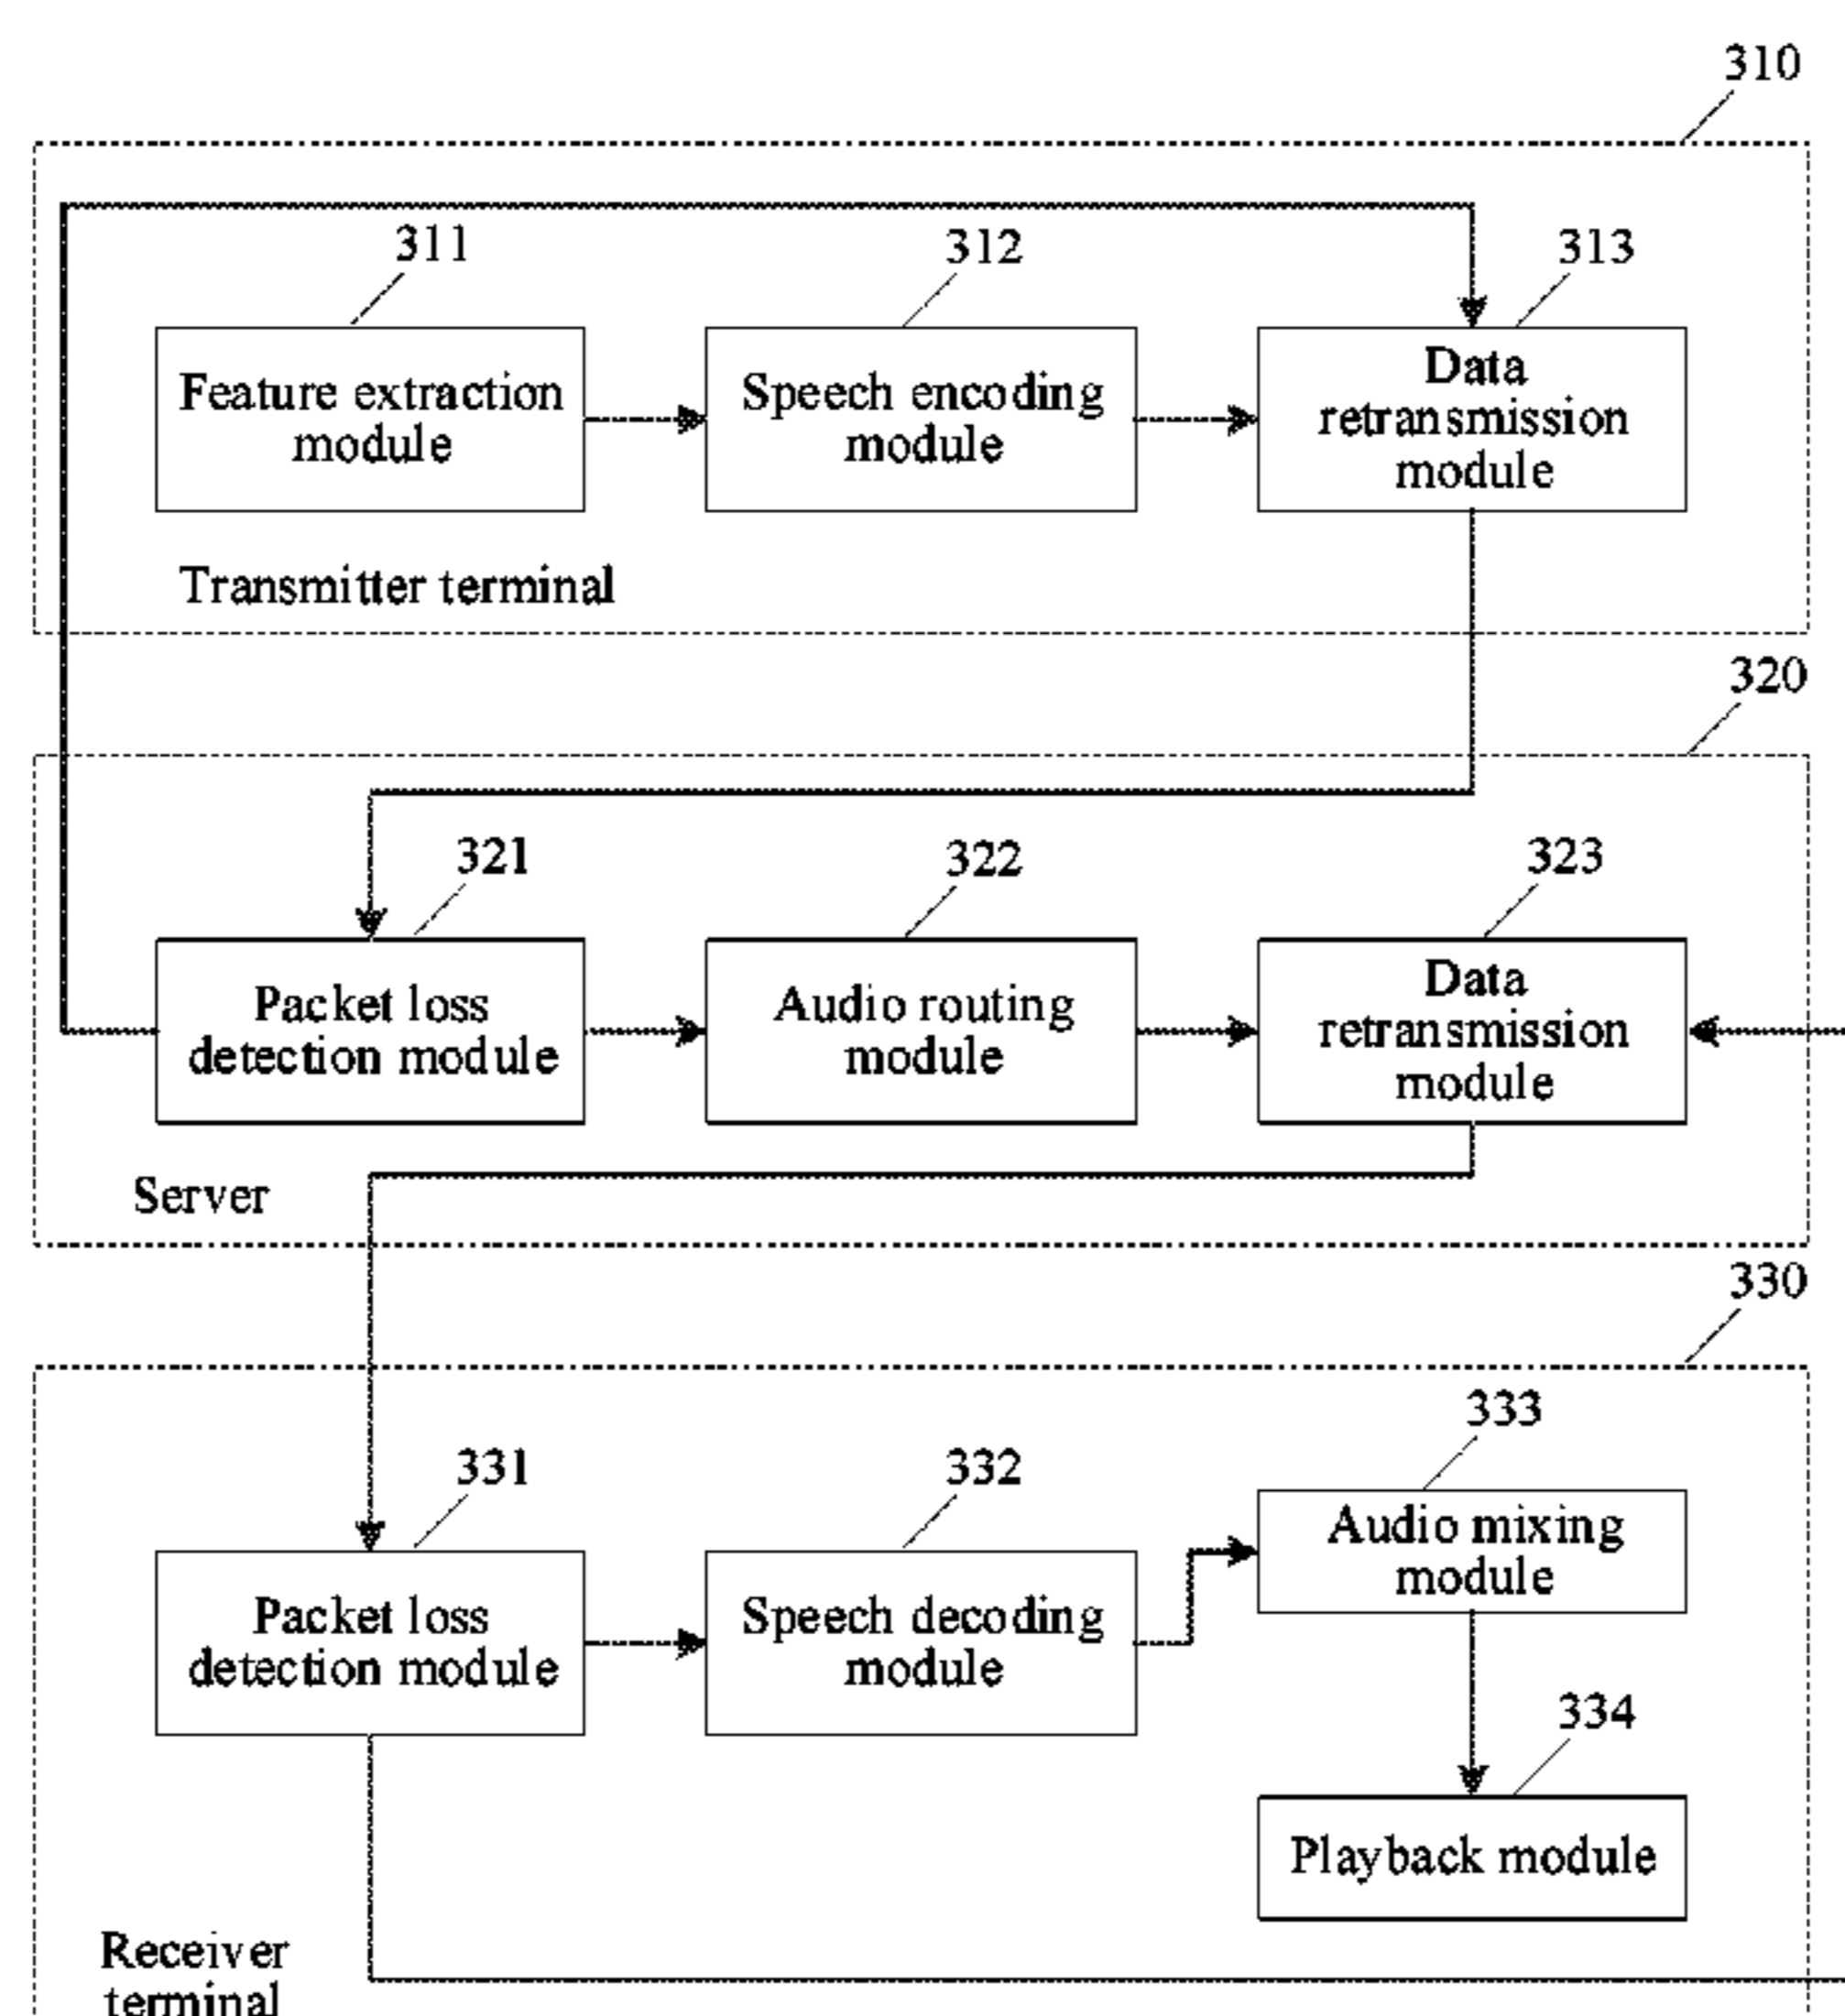 310
311
312
313
Feature extraction
module
Speech encoding
module
Data
retransmission
module
Transmitter terminal
320
321
322
323
Packet loss
detection module
Audio routing
module
Data
retransmission
module
Server
330
331
332
333
Packet loss
detection module
Speech decoding
module
Audio mixing
module
334
Playback module
Receiver
terminal